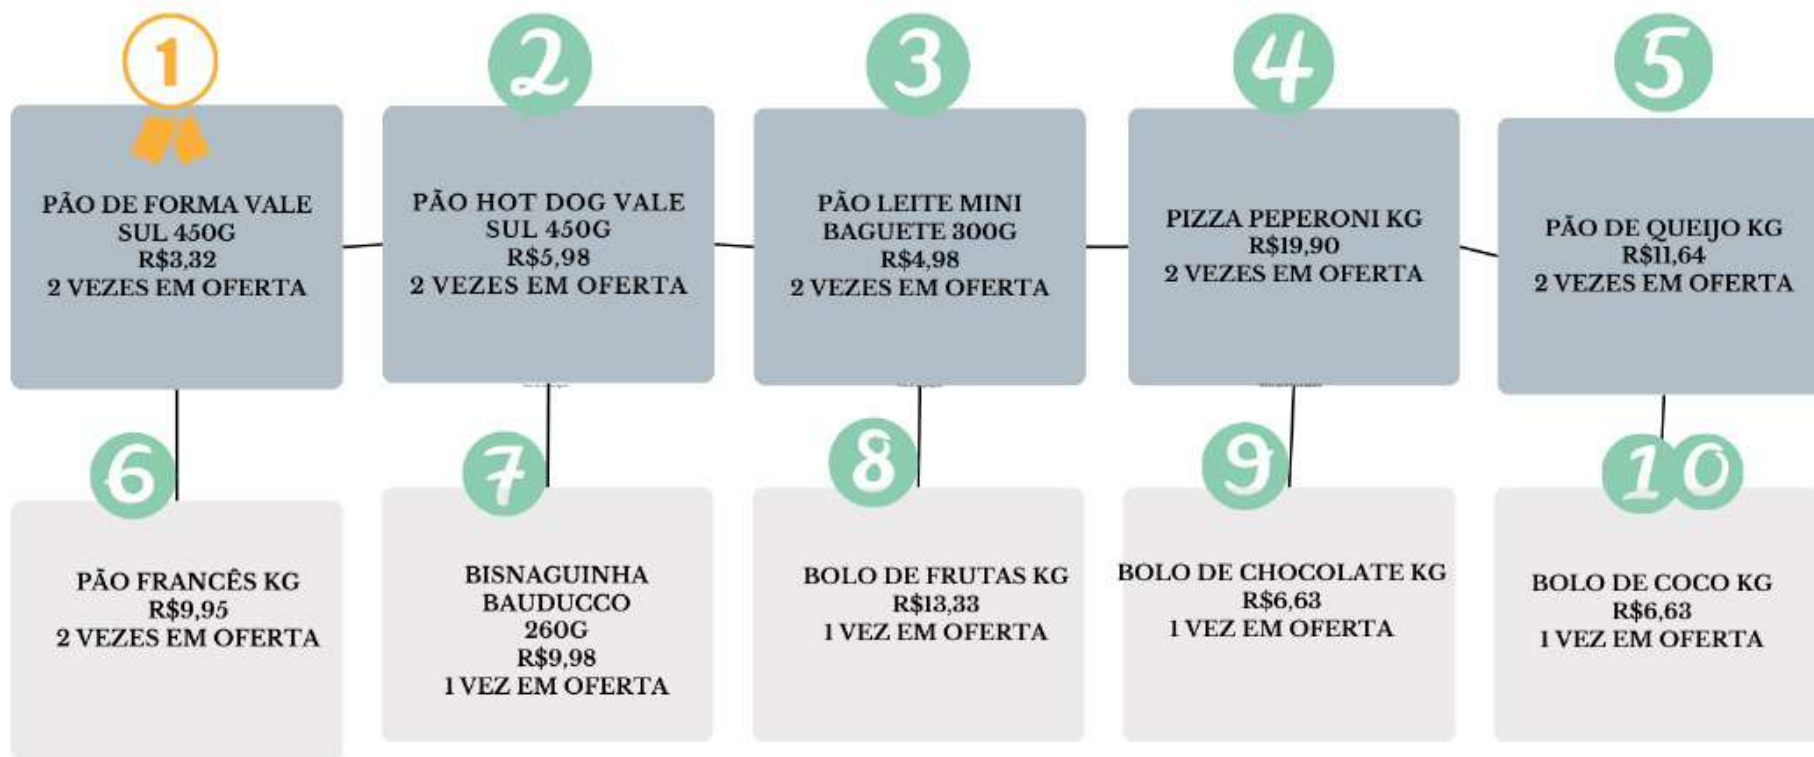 1
PÃO DE FORMA VALE
SUL 450G
R$3,32
2 VEZES EM OFERTA
2
PÃO HOT DOG VALE
SUL 450G
R$5,98
2 VEZES EM OFERTA
3
PÃO LEITE MINI
BAGUETE 300G
R$4,98
2 VEZES EM OFERTA
4
PIZZA PEPERONI KG
R$19,90
2 VEZES EM OFERTA
5
PÃO DE QUEIJO KG
R$11,64
2 VEZES EM OFERTA
6
PÃO FRANCÊS KG
R$9,95
2 VEZES EM OFERTA
7
BISNAGUINHA
BAUDUCCO
260G
R$9,98
1 VEZ EM OFERTA
8
BOLO DE FRUTAS KG
R$13,33
1 VEZ EM OFERTA
9
BOLO DE CHOCOLATE KG
R$6,63
1 VEZ EM OFERTA
10
BOLO DE COCO KG
R$6,63
1 VEZ EM OFERTA